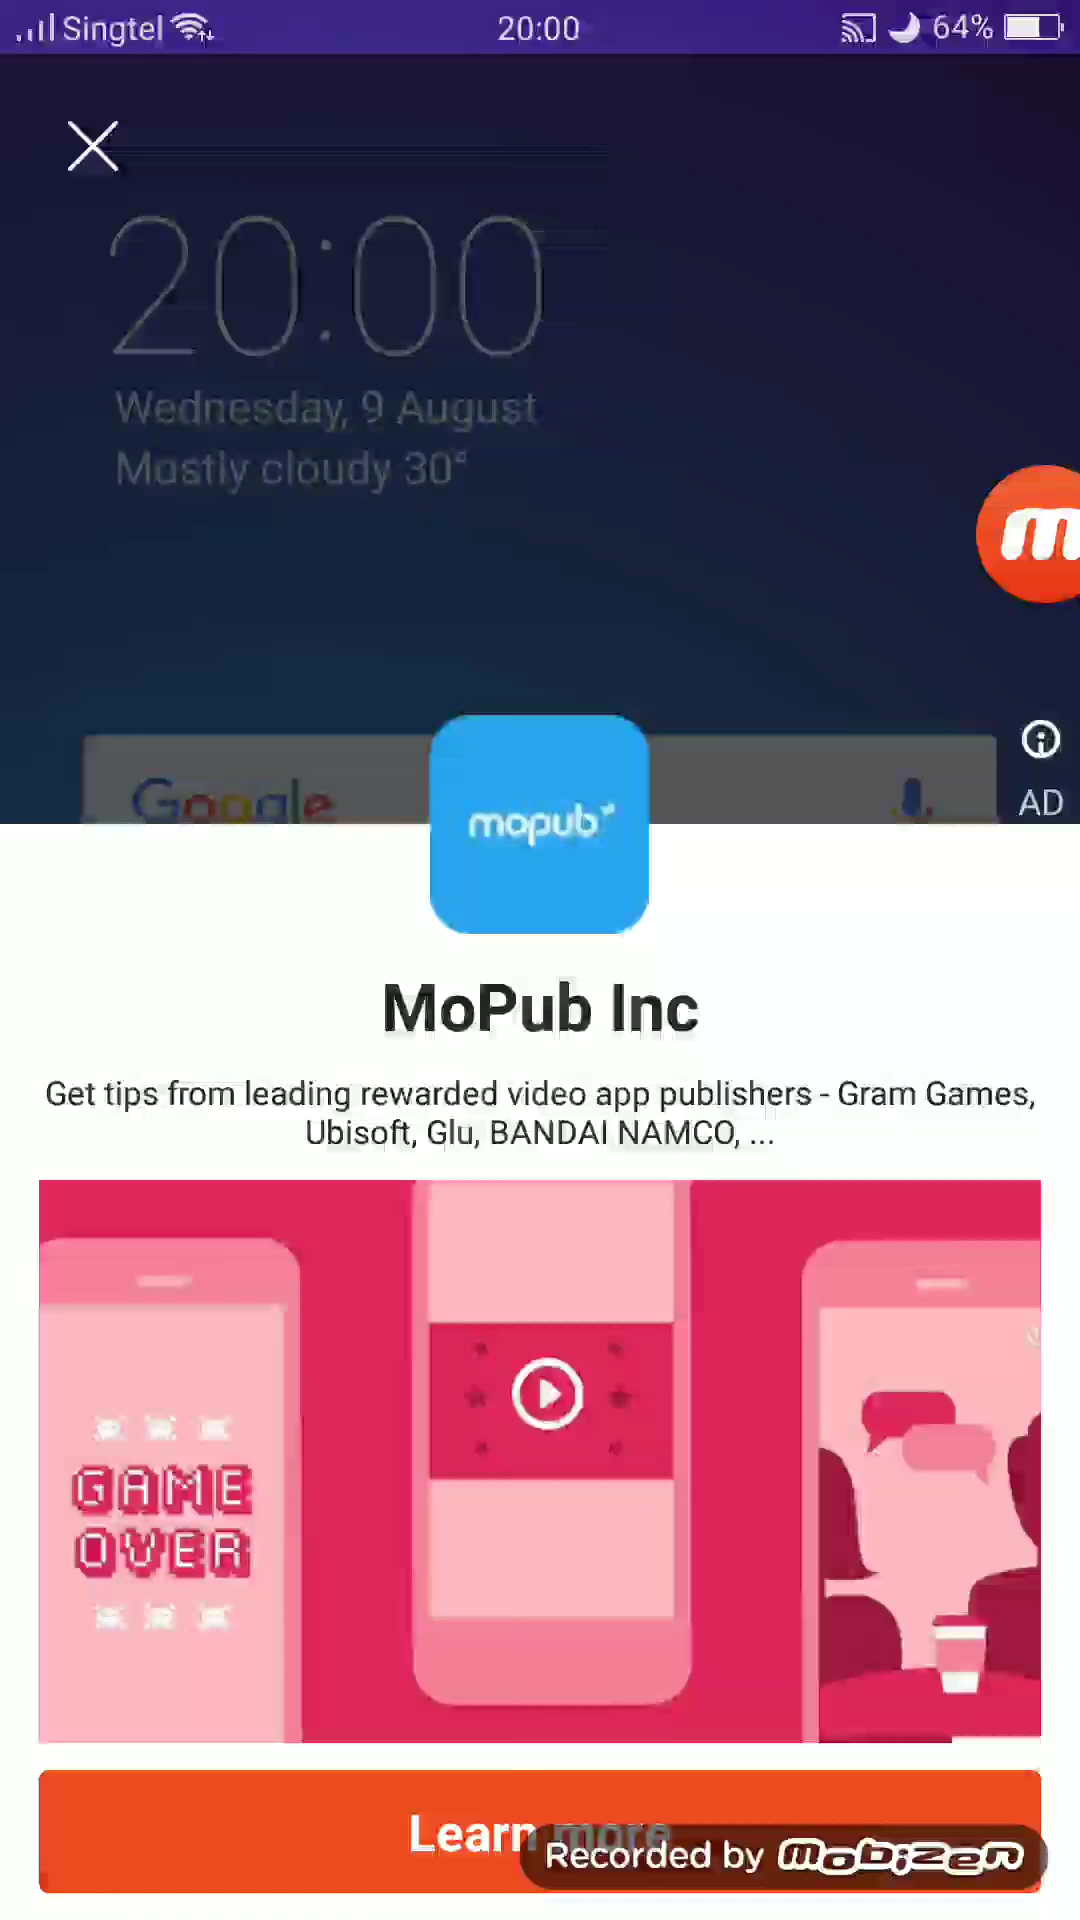 Singtel
20:00
64%
20:00
Wednesday, 9 August
Mostly cloudy 30°
m
Google
AD
mopub
MoPub Inc
Get tips from leading rewarded video app publishers - Gram Games,
Ubisoft, Glu, BANDAI NAMCO, ...
GAME
OVER
Learn more
Recorded by mobizen